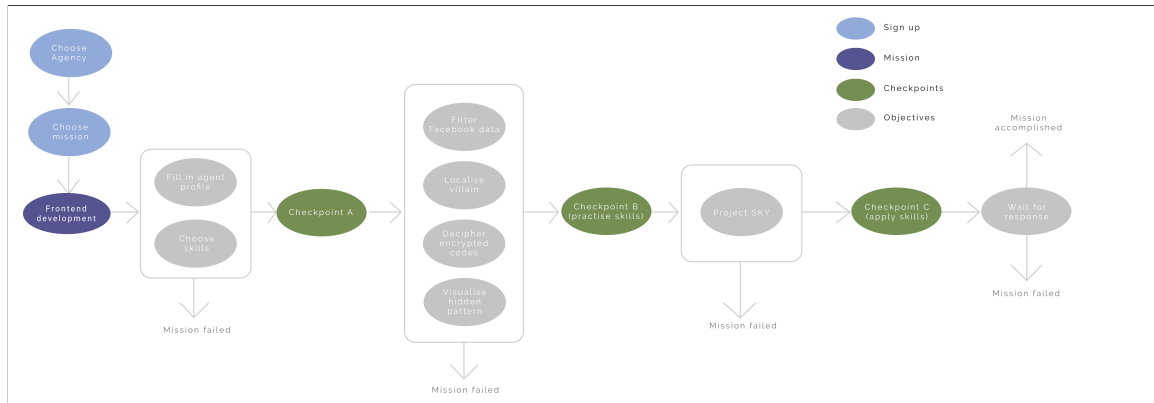 Choose
Agency
Choose
mission
Frontend
development
Fill in agent
profile
Choose
skills
Mission failed
Checkpoint A
Filter
Facebook data
Localise
villain
Decipher
encrypted
codes
Visualise
hidden
pattern
Mission failed
Checkpoint B
(practise skills)
Project SKY
Mission failed
Checkpoint C
(apply skills)
Mission
accomplished
Wait for
response
Mission failed
Sign up
Mission
Checkpoints
Objectives